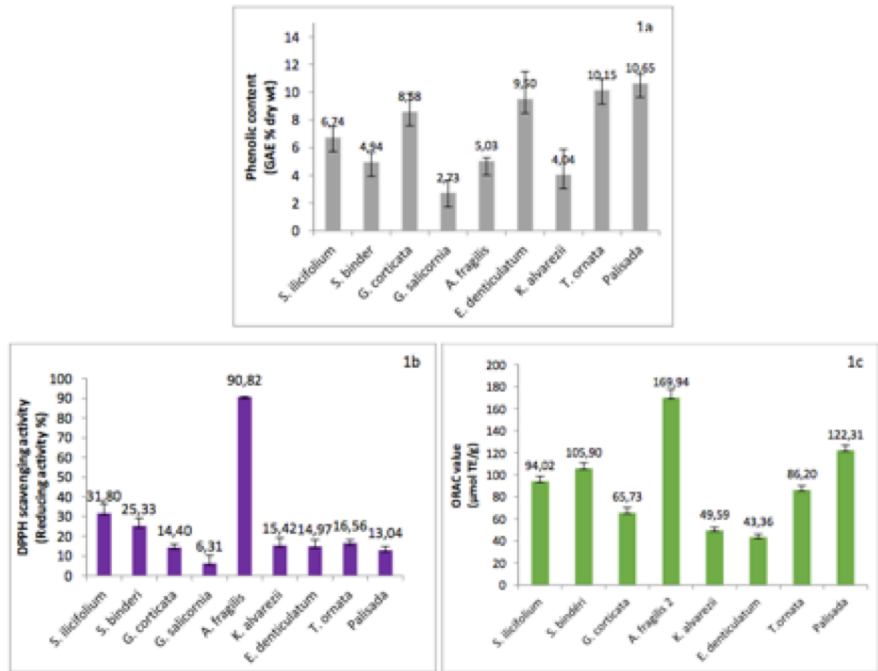 1a
Phenolic content
(GAE % dry wt)
14
12
10
8
6
4
2
0
6,74
4,94
8,58
2,73
5,03
9,50
4,04
10,15
10,65
S. ilicifolium
S. binder
G. corticata
G. salicornia
A. fragilis
E. denticulatum
K. alvarezii
T. ornata
Palisada
1b
DPPH scavenging activity
(Reducing activity %)
100
90
80
70
60
50
40
30
20
10
0
31,80
25,33
14,40
6,31
90,82
15,42
14,97
16,56
13,04
S. ilicifolium
S. binderi
G. corticata
G. salicornia
A. fragilis
K. alvarezii
E. denticulatum
T. ornata
Palisada
1c
ORAC value
(µmol TE/g)
200
180
160
140
120
100
80
60
40
20
0
94,02
105,90
65,73
169,94
49,59
43,36
86,20
122,31
S. ilicifolium
S. binderi
G. corticata
A. fragilis 2
K. alvarezii
E. denticulatum
T.ornata
Palisada